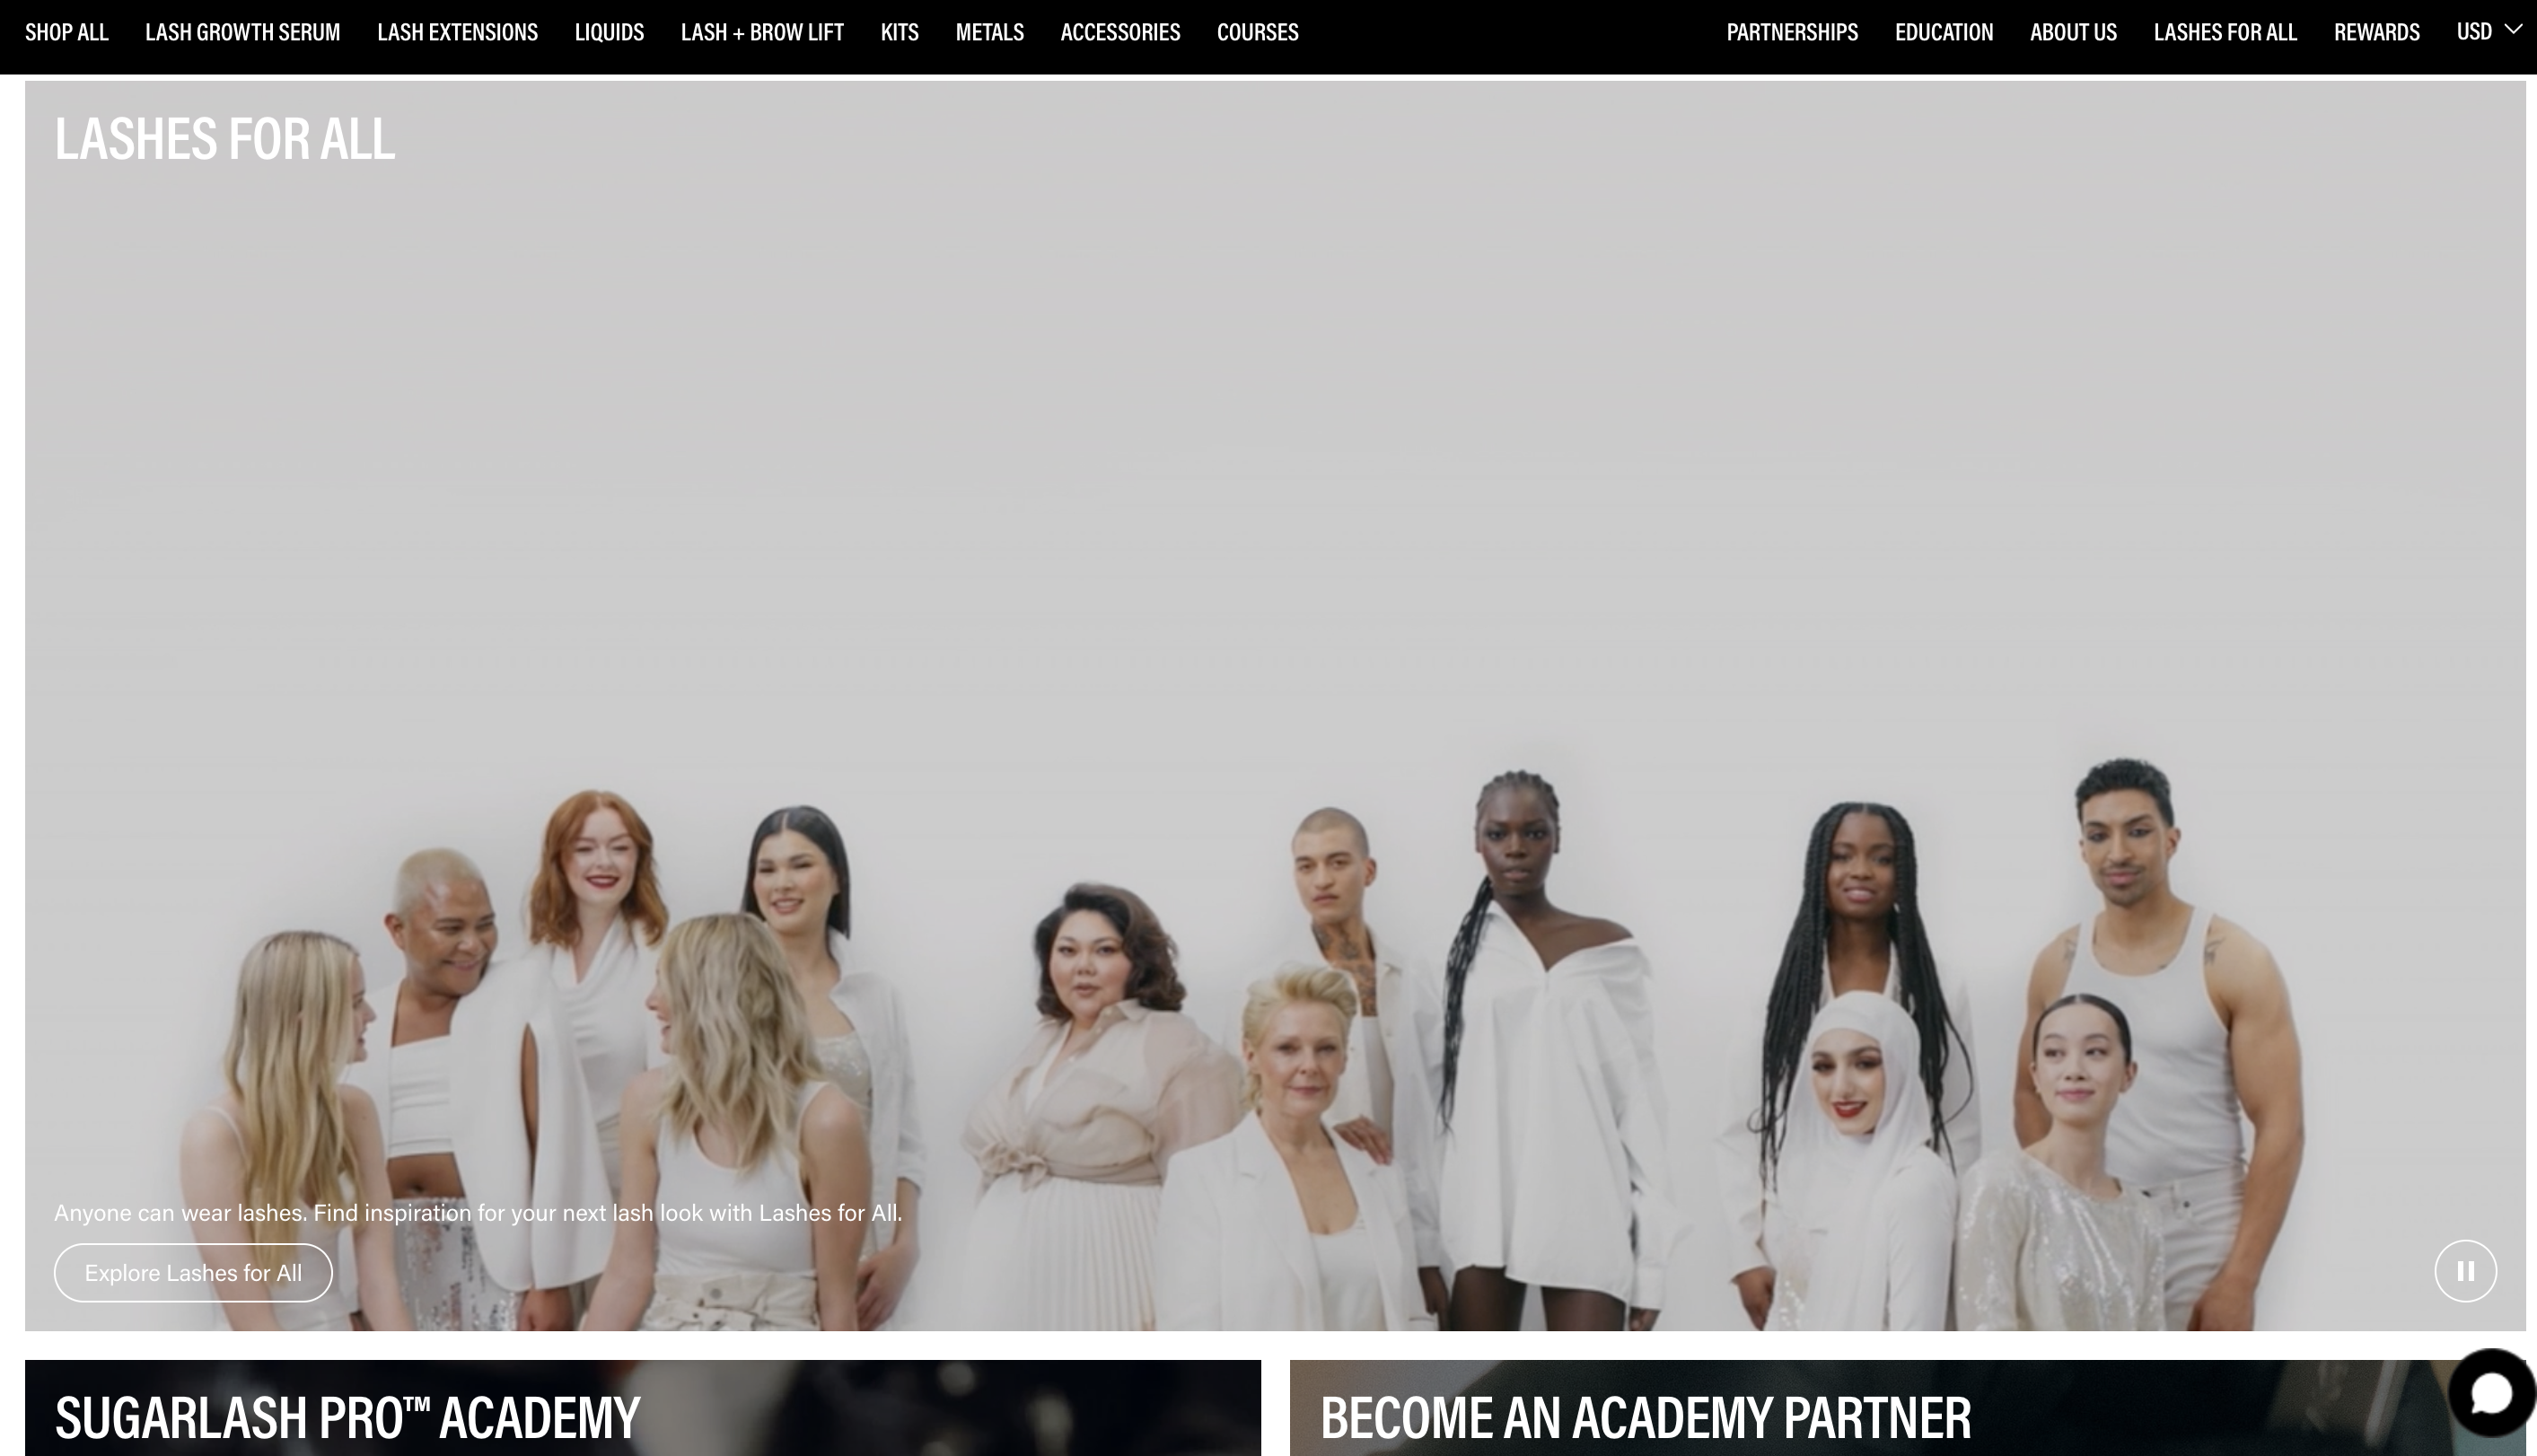 SHOP ALL LASH GROWTH SERUM LASH EXTENSIONS LIQUIDS LASH + BROW LIFT KITS METALS ACCESSORIES COURSES PARTNERSHIPS EDUCATION ABOUT US LASHES FOR ALL REWARDS USD
LASHES FOR ALL
Anyone can wear lashes. Find inspiration for your next lash look with Lashes for All.
Explore Lashes for All
SUGARLASH PRO™ ACADEMY
BECOME AN ACADEMY PARTNER